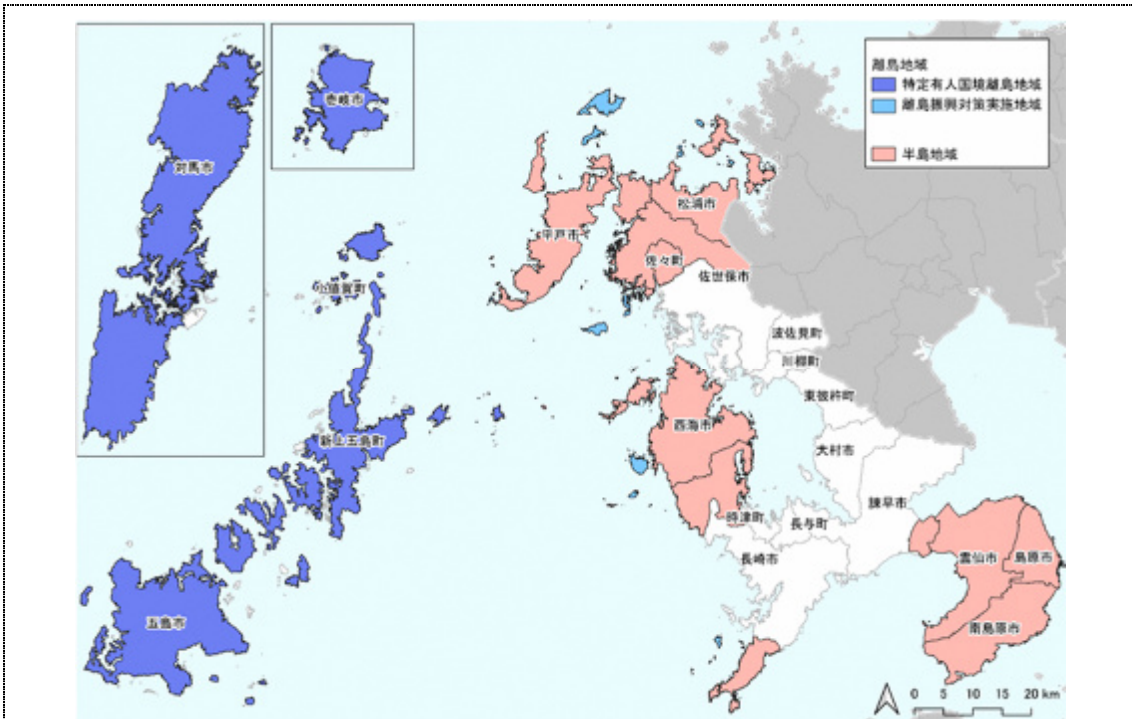 離島地域
特定有人国境離島地域
離島振興対策実施地域
半島地域
壱岐市
対馬市
松浦市
平戸市
佐々町
佐世保市
小値賀町
波佐見町
川棚町
東彼杵町
西海市
新上五島町
大村市
諫早市
時津町
長与町
長崎市
雲仙市
島原市
五島市
南島原市
0 5 10 15 20 km